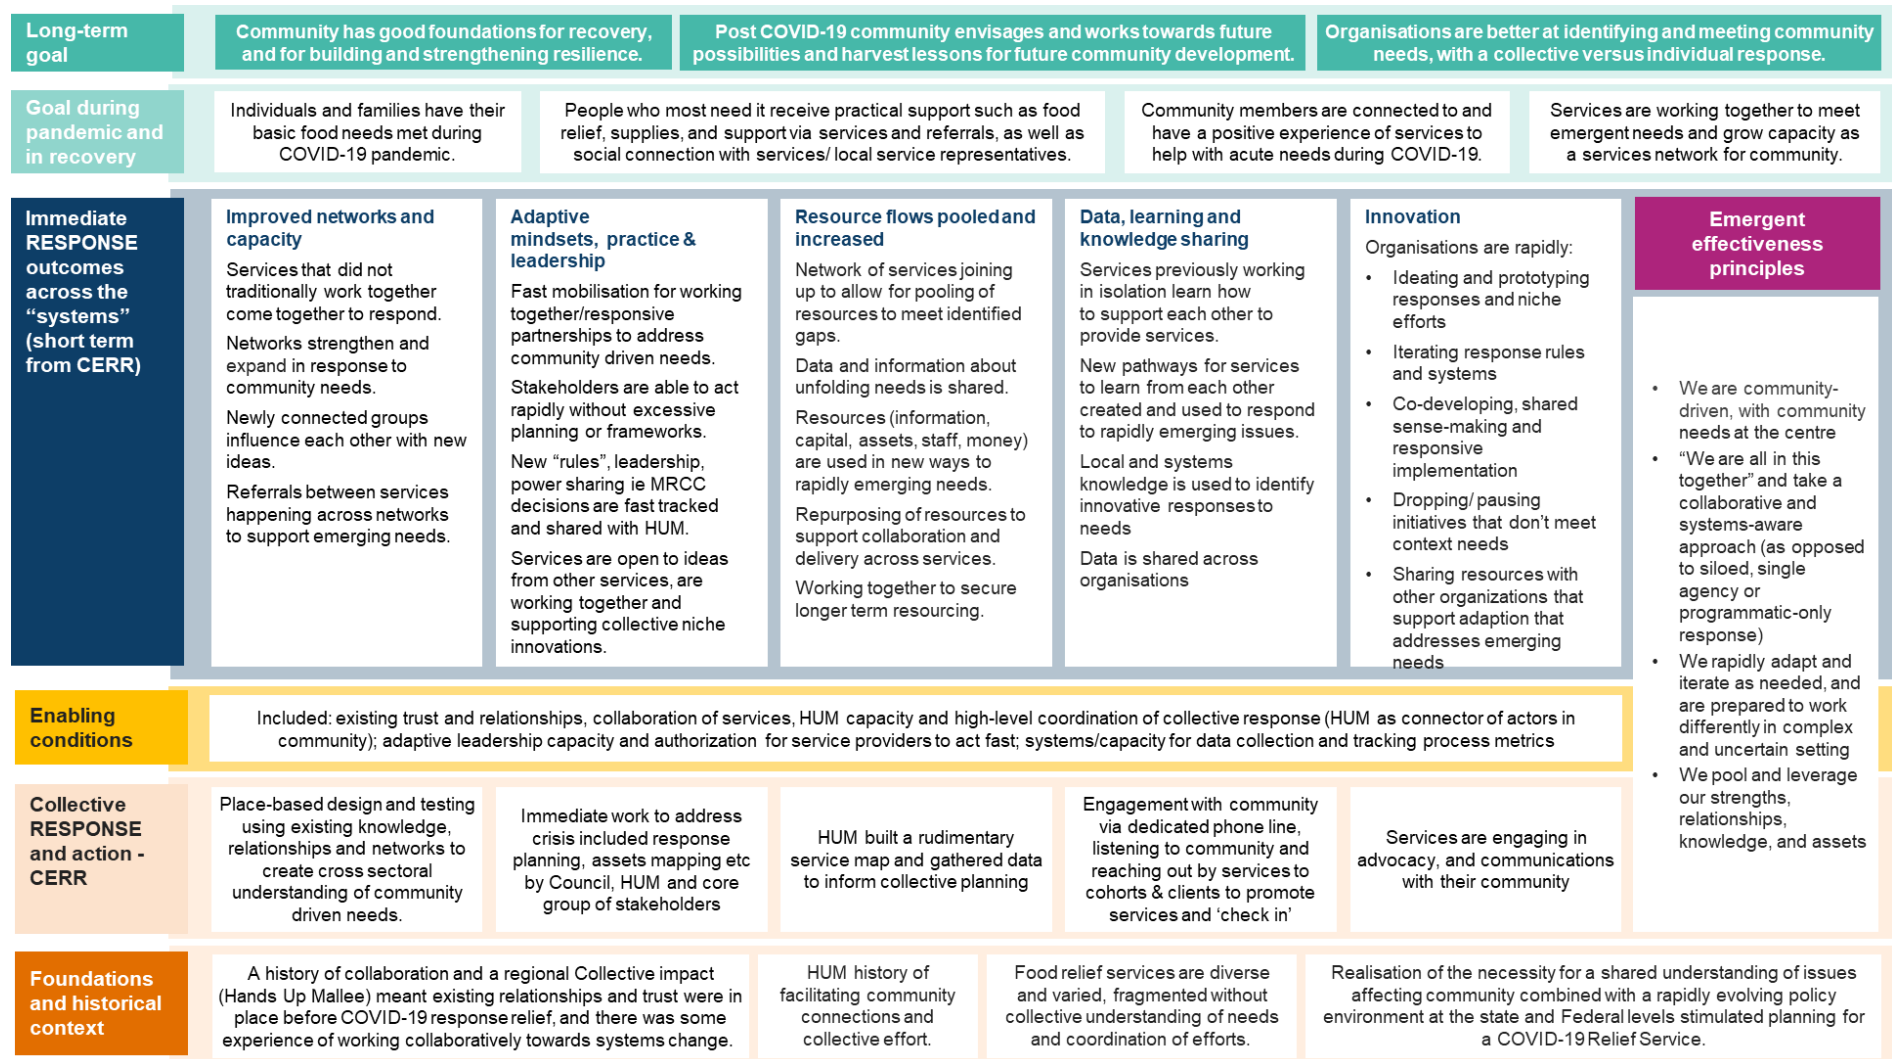 Long-term
goal
Community has good foundations for recovery,
and for building and strengthening resilience.
Post COVID-19 community envisages and works towards future
possibilities and harvest lessons for future community development.
Organisations are better at identifying and meeting community
needs, with a collective versus individual response.
Goal during
pandemic and
in recovery
Individuals and families have their
basic food needs met during
COVID-19 pandemic.
People who most need it receive practical support such as food
relief, supplies, and support via services and referrals, as well as
social connection with services/ local service representatives.
Community members are connected to and
have a positive experience of services to
help with acute needs during COVID-19.
Services are working together to meet
emergent needs and grow capacity as
a services network for community.
Immediate
RESPONSE
outcomes
across the
“systems”
(short term
from CERR)
Improved networks and
capacity
Services that did not
traditionally work together
come together to respond.
Networks strengthen and
expand in response to
community needs.
Newly connected groups
influence each other with new
ideas.
Referrals between services
happening across networks
to support emerging needs.
Adaptive
mindsets, practice &
leadership
Fast mobilisation for working
together/responsive
partnerships to address
community driven needs.
Stakeholders are able to act
rapidly without excessive
planning or frameworks.
New “rules”, leadership,
power sharing ie MRCC
decisions are fast tracked
and shared with HUM.
Services are open to ideas
from other services, are
working together and
supporting collective niche
innovations.
Resource flows pooled and
increased
Network of services joining
up to allow for pooling of
resources to meet identified
gaps.
Data and information about
unfolding needs is shared.
Resources (information,
capital, assets, staff, money)
are used in new ways to
rapidly emerging needs.
Repurposing of resources to
support collaboration and
delivery across services.
Working together to secure
longer term resourcing.
Data, learning and
knowledge sharing
Services previously working
in isolation learn how
to support each other to
provide services.
New pathways for services
to learn from each other
created and used to respond
to rapidly emerging issues.
Local and systems
knowledge is used to identify
innovative responses to
needs
Data is shared across
organisations
Innovation
Organisations are rapidly:
• Ideating and prototyping
responses and niche
efforts
• Iterating response rules
and systems
• Co-developing, shared
sense-making and
responsive
implementation
• Dropping/ pausing
initiatives that don’t meet
context needs
• Sharing resources with
other organizations that
support adaption that
addresses emerging
needs
Emergent
effectiveness
principles
• We are community-
driven, with community
needs at the centre
• “We are all in this
together” and take a
collaborative and
systems-aware
approach (as opposed
to siloed, single
agency or
programmatic-only
response)
• We rapidly adapt and
iterate as needed, and
are prepared to work
differently in complex
and uncertain setting
• We pool and leverage
our strengths,
relationships,
knowledge, and assets
Enabling
conditions
Included: existing trust and relationships, collaboration of services, HUM capacity and high-level coordination of collective response (HUM as connector of actors in
community); adaptive leadership capacity and authorization for service providers to act fast; systems/capacity for data collection and tracking process metrics
Collective
RESPONSE
and action -
CERR
Place-based design and testing
using existing knowledge,
relationships and networks to
create cross sectoral
understanding of community
driven needs.
Immediate work to address
crisis included response
planning, assets mapping etc
by Council, HUM and core
group of stakeholders
HUM built a rudimentary
service map and gathered data
to inform collective planning
Engagement with community
via dedicated phone line,
listening to community and
reaching out by services to
cohorts & clients to promote
services and ‘check in’
Services are engaging in
advocacy, and communications
with their community
Foundations
and historical
context
A history of collaboration and a regional Collective impact
(Hands Up Mallee) meant existing relationships and trust were in
place before COVID-19 response relief, and there was some
experience of working collaboratively towards systems change.
HUM history of
facilitating community
connections and
collective effort.
Food relief services are diverse
and varied, fragmented without
collective understanding of needs
and coordination of efforts.
Realisation of the necessity for a shared understanding of issues
affecting community combined with a rapidly evolving policy
environment at the state and Federal levels stimulated planning for
a COVID-19 Relief Service.